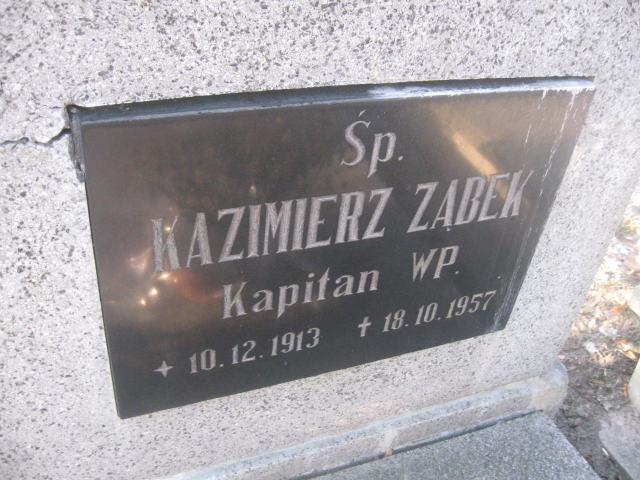 Śp.
KAZIMIERZ ZĄBEK
Kapitan WP.
✦ 10.12.1913 ✝ 18.10.1957